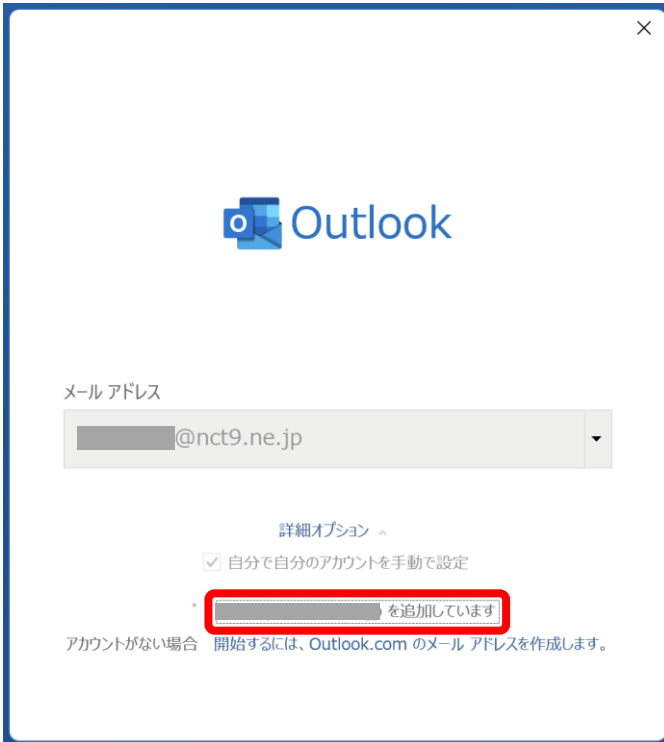 Outlook
メール アドレス
@nct9.ne.jp
詳細オプション
自分で自分のアカウントを手動で設定
を追加しています
アカウントがない場合 開始するには、Outlook.com のメール アドレスを作成します。